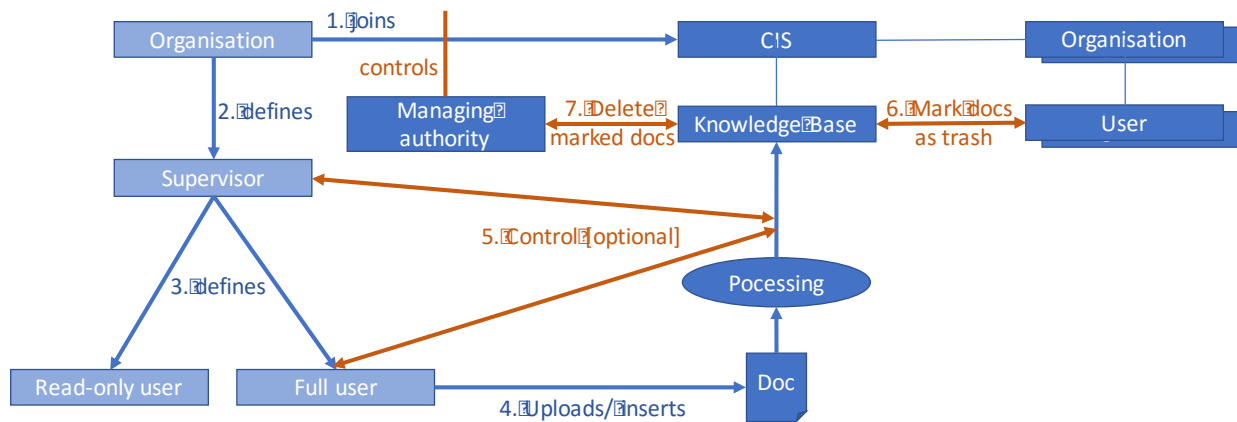 1. joins
Organisation
CIS
Organisation
controls
2. defines
Managing
authority
7. Delete
marked docs
Knowledge Base
6. Mark docs
as trash
User
Supervisor
5. Control [optional]
3. defines
Pocessing
Read-only user
Full user
Doc
4. Uploads/ Inserts